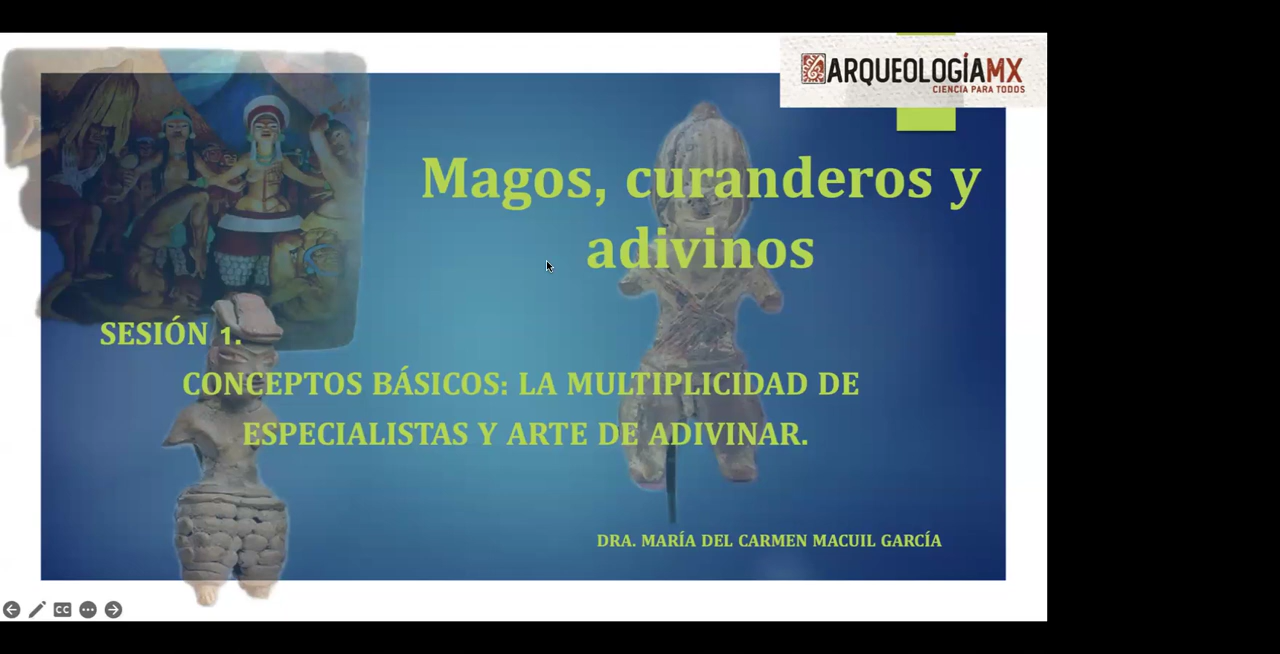 ARQUEOLOGÍAMX
CIENCIA PARA TODOS
Magos, curanderos y
adivinos
SESIÓN 1.
CONCEPTOS BÁSICOS: LA MULTIPLICIDAD DE
ESPECIALISTAS Y ARTE DE ADIVINAR.
DRA. MARÍA DEL CARMEN MACUIL GARCÍA
CC